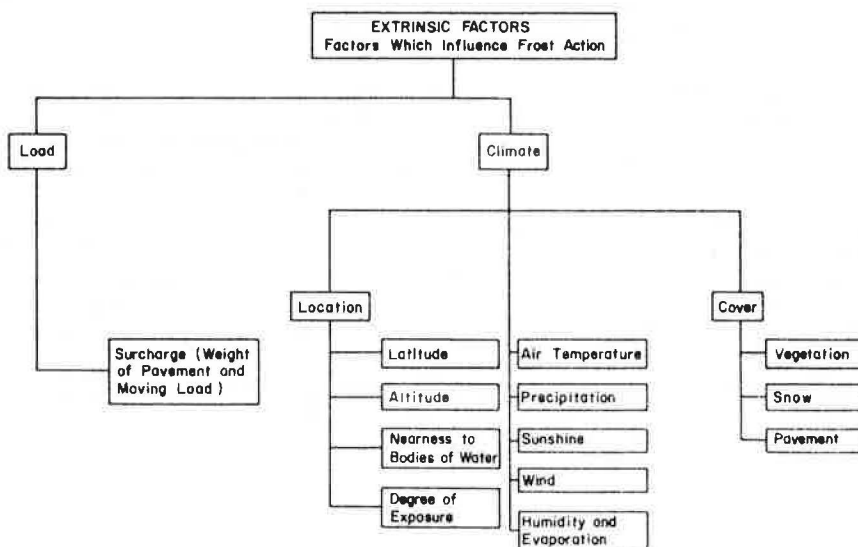 EXTRINSIC FACTORS
Factors Which Influence Frost Action
Load
Climate
Location
Cover
Surcharge (Weight
of Pavement and
Moving Load)
Latitude
Altitude
Nearness to
Bodies of Water
Degree of
Exposure
Air Temperature
Precipitation
Sunshine
Wind
Humidity and
Evaporation
Vegetation
Snow
Pavement